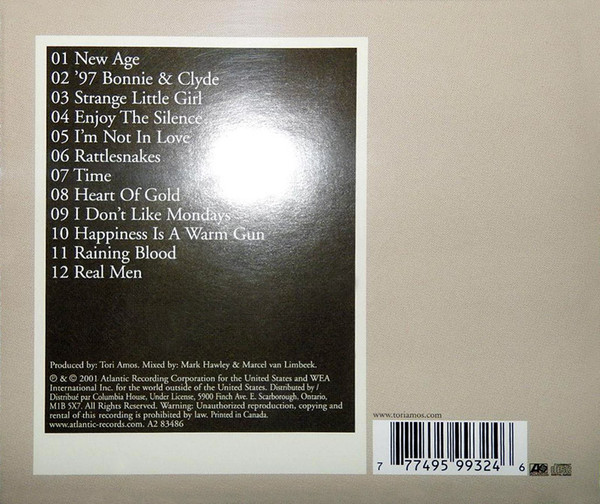 01 New Age
02 '97 Bonnie & Clyde
03 Strange Little Girl
04 Enjoy The Silence
05 I'm Not In Love
06 Rattlesnakes
07 Time
08 Heart Of Gold
09 I Don't Like Mondays
10 Happiness Is A Warm Gun
11 Raining Blood
12 Real Men
Produced by: Tori Amos. Mixed by: Mark Hawley & Marcel van Limbeek.
℗ & © 2001 Atlantic Recording Corporation for the United States and WEA
International Inc. for the world outside of the United States. Distributed by /
Distribué par Columbia House, Under License, 5900 Finch Ave. E. Scarborough, Ontario,
M1B 5X7. All Rights Reserved. Warning: Unauthorized reproduction, copying and
rental of this recording is prohibited by law. Printed in Canada.
www.atlantic-records.com. A2 83486
www.toriamos.com
7 77495 99324 6